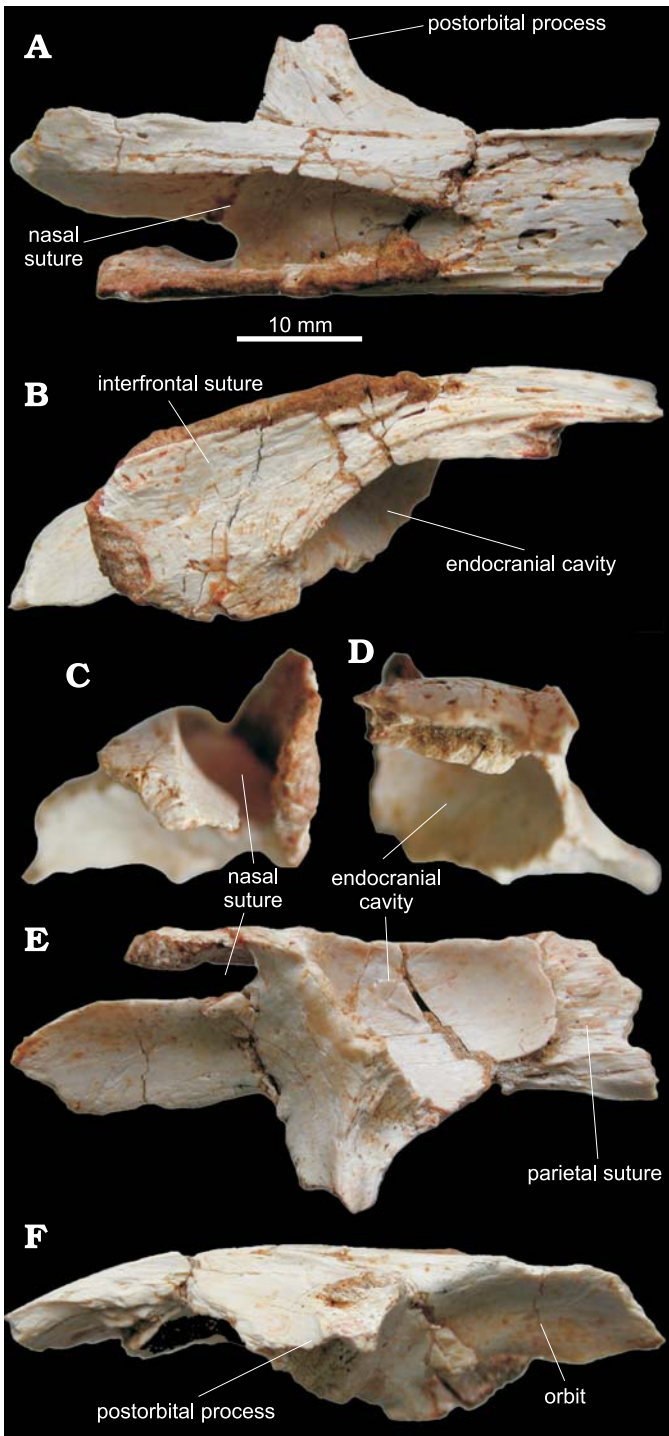 A
postorbital process
nasal
suture
10 mm
B
interfrontal suture
endocranial cavity
C
D
nasal
suture
endocranial
cavity
E
parietal suture
F
postorbital process
orbit